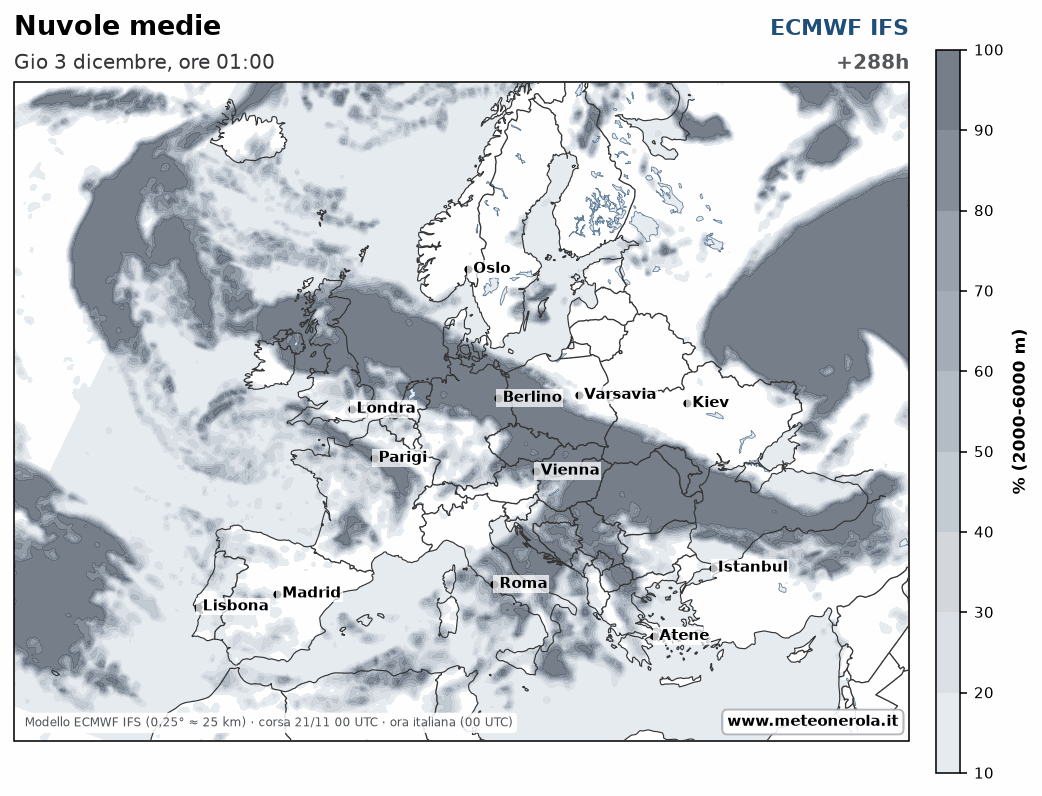 Nuvole medie
ECMWF IFS
Gio 3 dicembre, ore 01:00
+288h
Oslo
Londra
Berlino
Varsavia
Kiev
Parigi
Vienna
Roma
Madrid
Lisbona
Istanbul
Atene
Modello ECMWF IFS (0,25° ≈ 25 km) · corsa 21/11 00 UTC · ora italiana (00 UTC)
www.meteonerola.it
100
90
80
70
60
50
40
30
20
10
% (2000-6000 m)